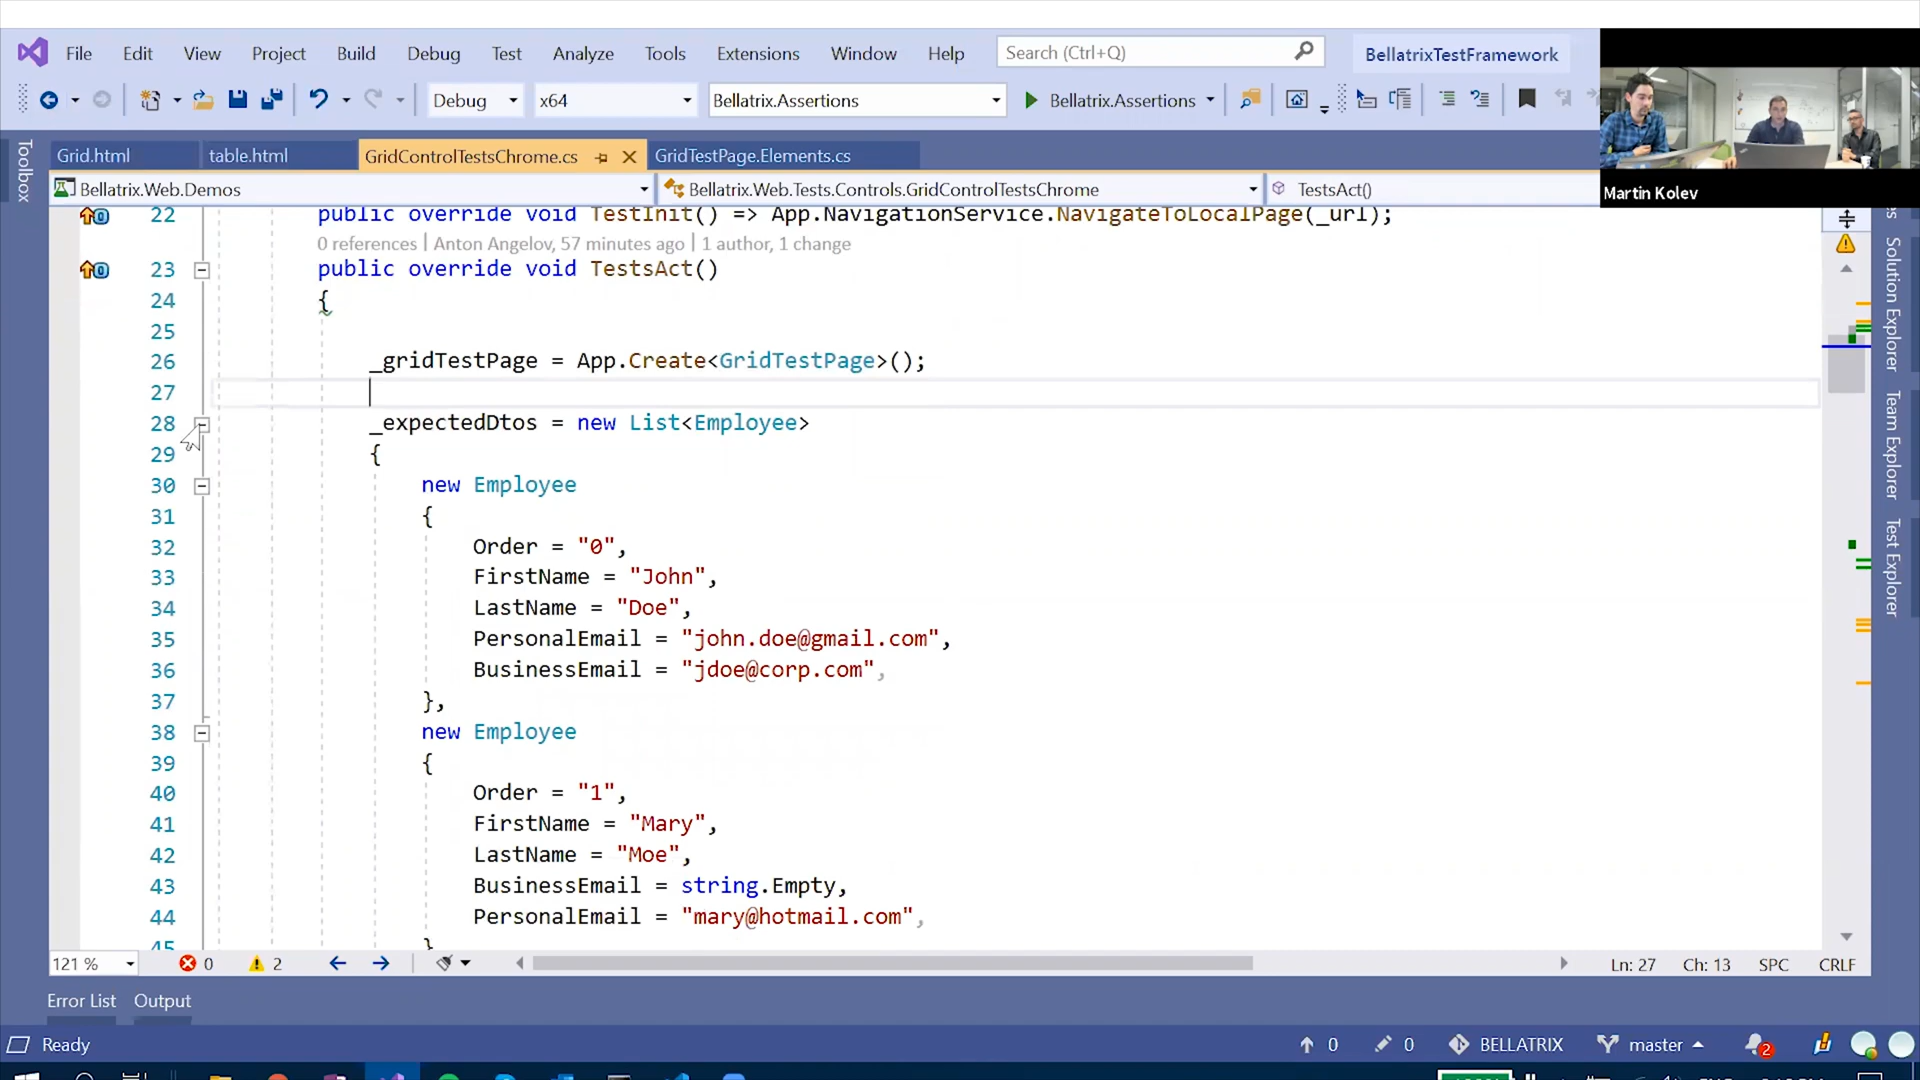 File Edit View Project Build Debug Test Analyze Tools Extensions Window Help Search (Ctrl+Q) BellatrixTestFramework
Debug x64 Bellatrix.Assertions Bellatrix.Assertions
Toolbox
Grid.html table.html GridControlTestsChrome.cs GridTestPage.Elements.cs
Bellatrix.Web.Demos Bellatrix.Web.Tests.Controls.GridControlTestsChrome TestsAct()
Martin Kolev
22 public override void TestInit() => App.NavigationService.NavigateToLocalPage(_url);
0 references | Anton Angelov, 57 minutes ago | 1 author, 1 change
23 public override void TestsAct()
24 {
25
26 _gridTestPage = App.Create<GridTestPage>();
27
28 _expectedDtos = new List<Employee>
29 {
30 new Employee
31 {
32 Order = "0",
33 FirstName = "John",
34 LastName = "Doe",
35 PersonalEmail = "john.doe@gmail.com",
36 BusinessEmail = "jdoe@corp.com",
37 },
38 new Employee
39 {
40 Order = "1",
41 FirstName = "Mary",
42 LastName = "Moe",
43 BusinessEmail = string.Empty,
44 PersonalEmail = "mary@hotmail.com",
45 }
Solution Explorer
Team Explorer
Test Explorer
121 % 0 2 Ln: 27 Ch: 13 SPC CRLF
Error List Output
Ready 0 0 BELLATRIX master 2